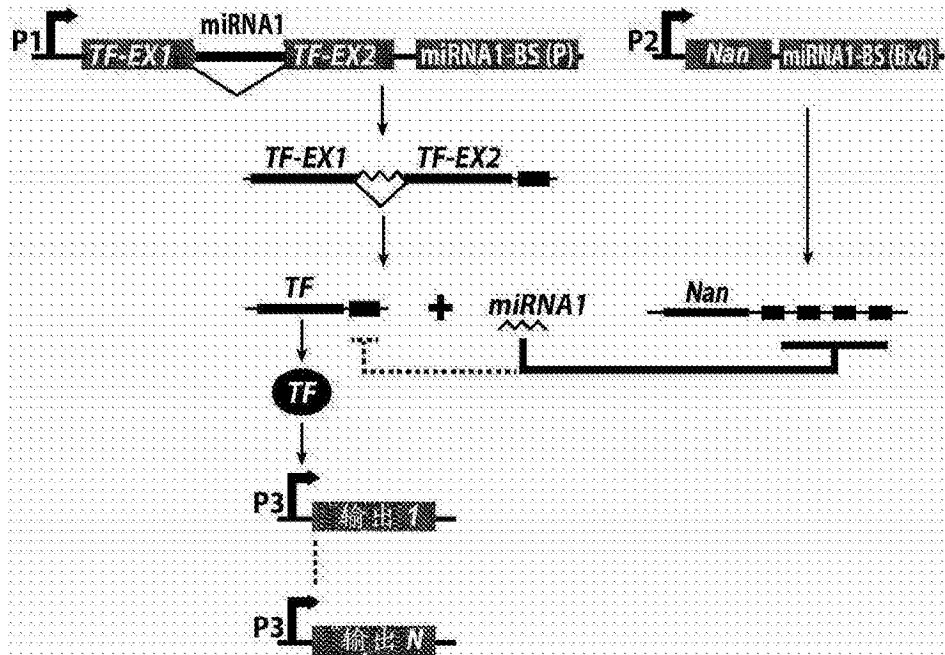 P1
TF-EX1
miRNA1
TF-EX2
miRNA1-BS (P)
P2
Nan
miRNA1-BS (Bx4)
TF-EX1
TF-EX2
TF
+
miRNA1
Nan
TF
P3
输出 1
P3
输出 N